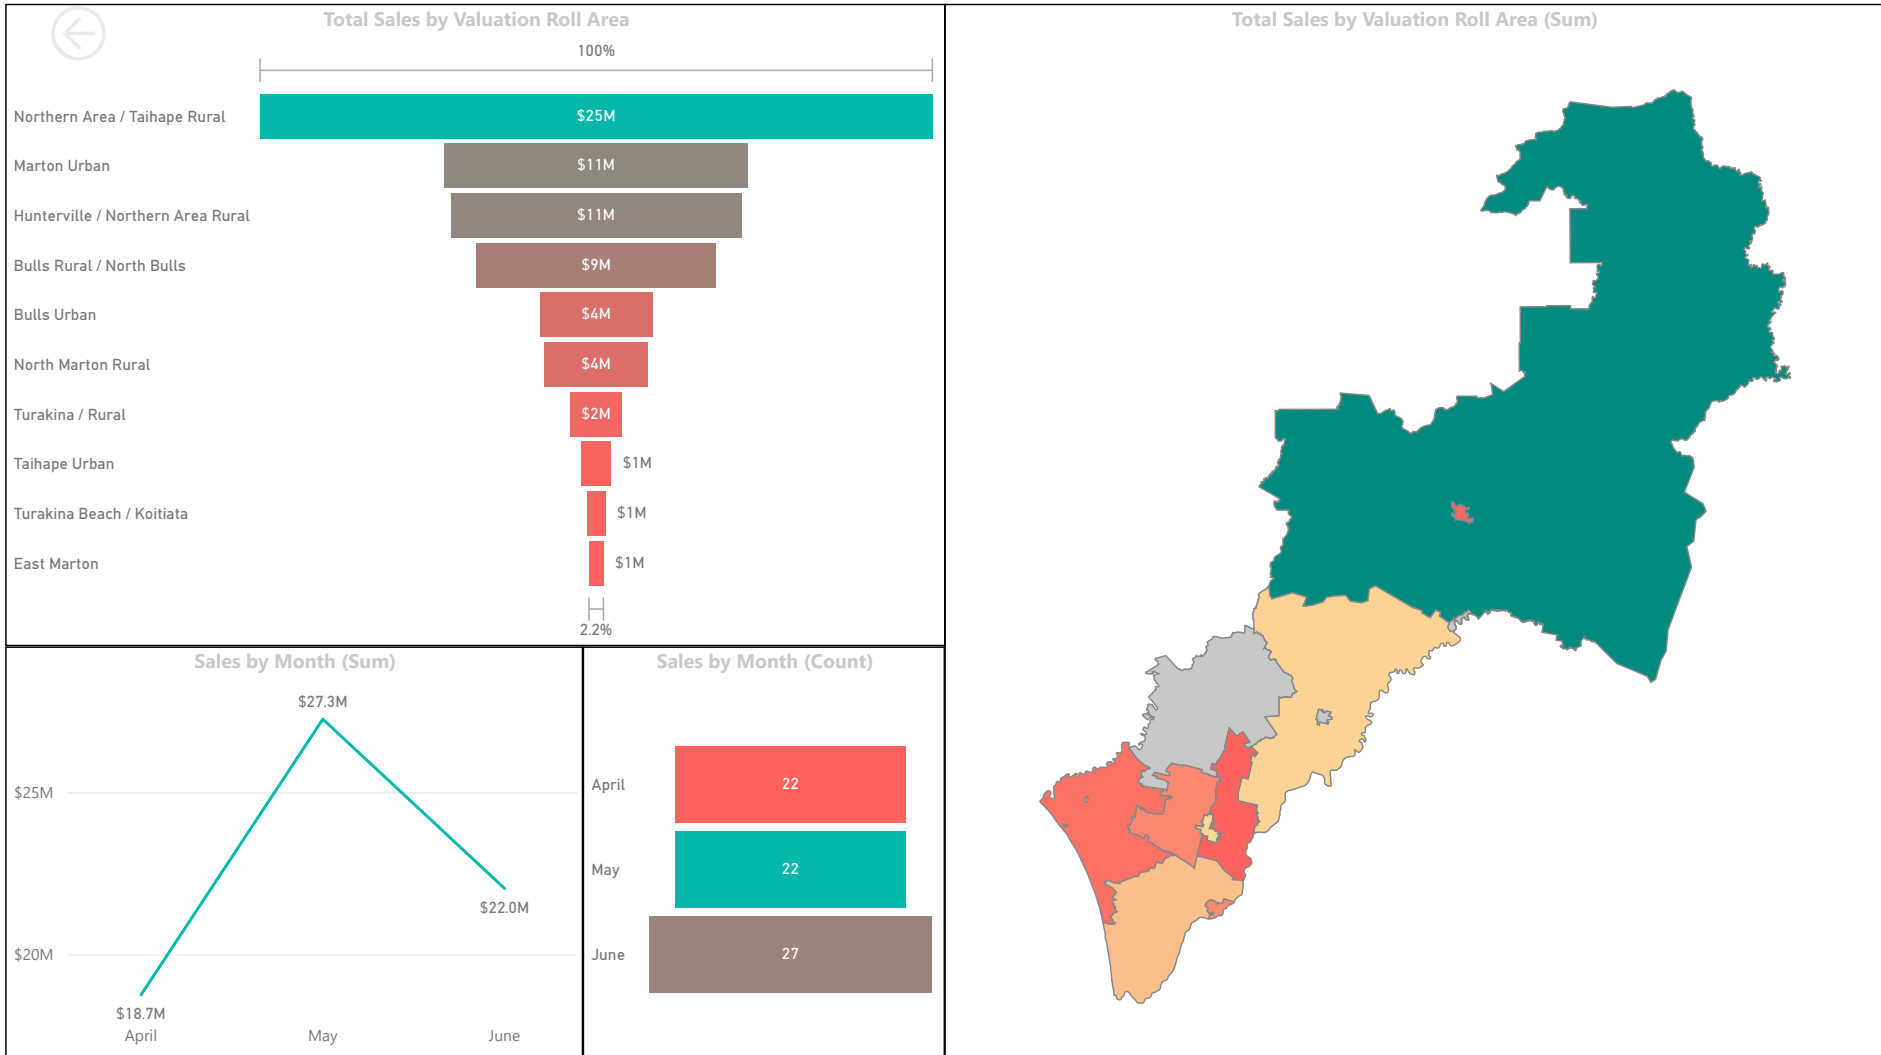 Total Sales by Valuation Roll Area
100%
Northern Area / Taihape Rural
$25M
Marton Urban
$11M
Hunterville / Northern Area Rural
$11M
Bulls Rural / North Bulls
$9M
Bulls Urban
$4M
North Marton Rural
$4M
Turakina / Rural
$2M
Taihape Urban
$1M
Turakina Beach / Koitiata
$1M
East Marton
$1M
2.2%
Sales by Month (Sum)
$27.3M
$25M
$22.0M
$20M
$18.7M
April
May
June
Sales by Month (Count)
April
22
May
22
June
27
Total Sales by Valuation Roll Area (Sum)